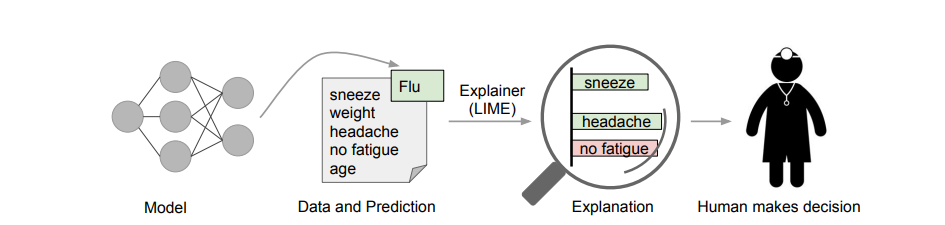 Flu
sneeze
weight
headache
no fatigue
age
Explainer
(LIME)
sneeze
headache
no fatigue
Model
Data and Prediction
Explanation
Human makes decision